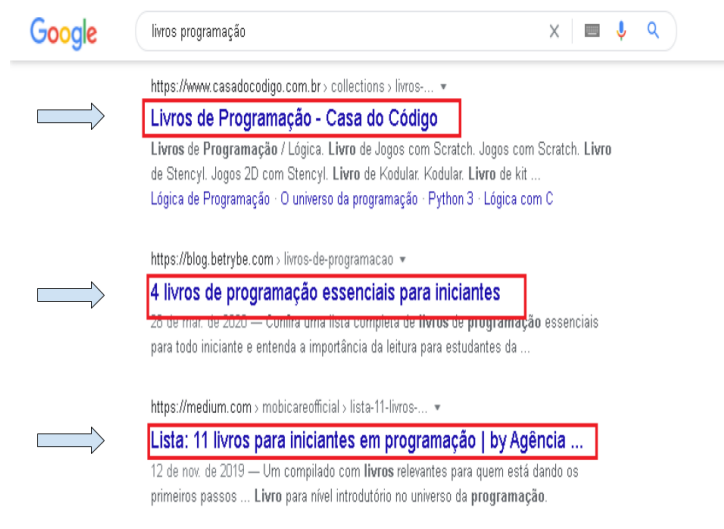 Google
livros programação
https://www.casadocodigo.com.br › collections › livros-... ▼
Livros de Programação - Casa do Código
Livros de Programação / Lógica. Livro de Jogos com Scratch. Jogos com Scratch. Livro
de Stencyl. Jogos 2D com Stencyl. Livro de Kodular. Kodular. Livro de kit ...
Lógica de Programação · O universo da programação · Python 3 · Lógica com C
https://blog.betrybe.com › livros-de-programacao ▼
4 livros de programação essenciais para iniciantes
28 de mar. de 2020 — Confira uma lista completa de livros de programação essenciais
para todo iniciante e entenda a importância da leitura para estudantes da ...
https://medium.com › mobicareofficial › lista-11-livros-... ▼
Lista: 11 livros para iniciantes em programação | by Agência ...
12 de nov. de 2019 — Um compilado com livros relevantes para quem está dando os
primeiros passos ... Livro para nível introdutório no universo da programação.